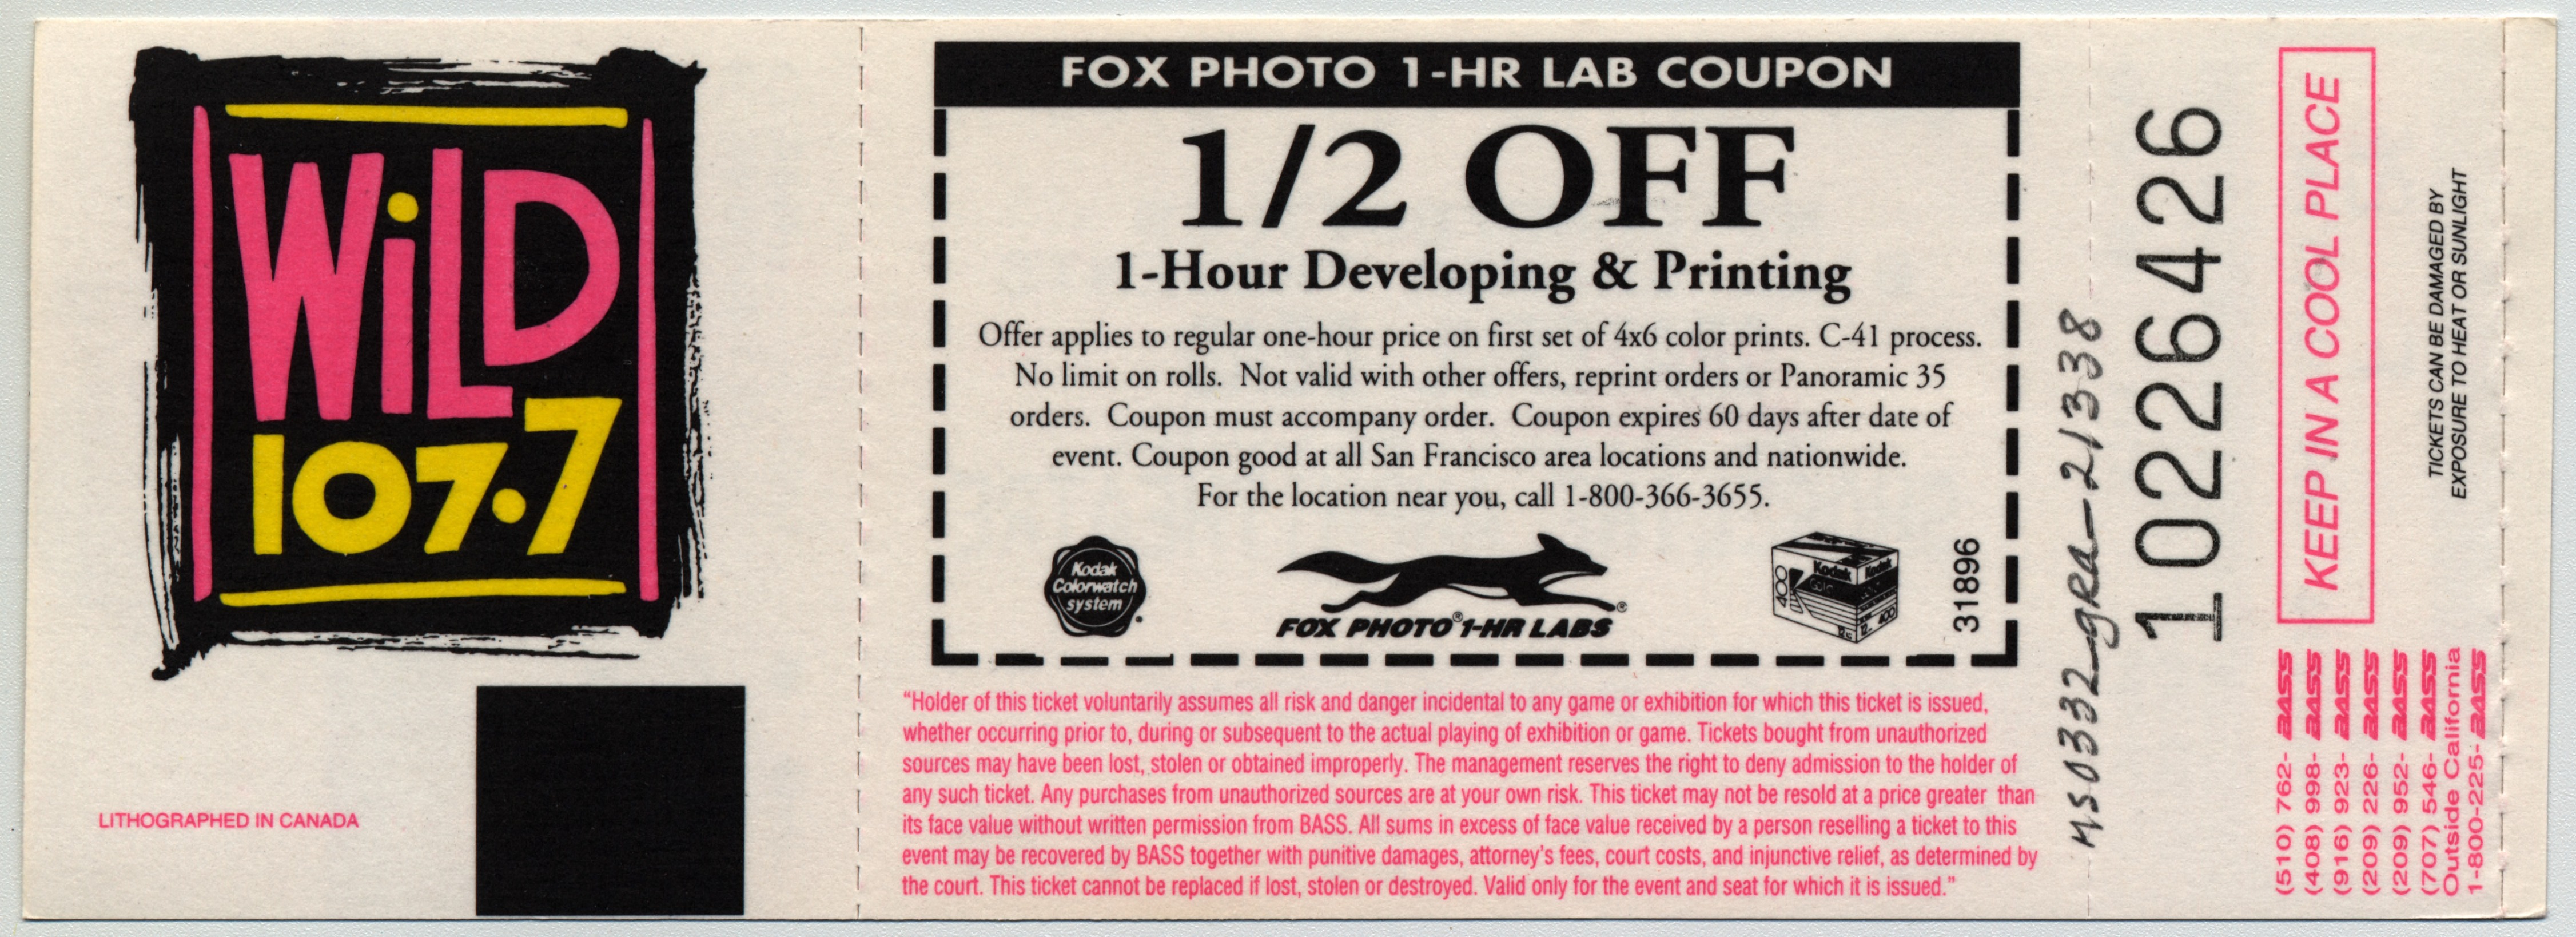 WiLD
107.7
LITHOGRAPHED IN CANADA
FOX PHOTO 1-HR LAB COUPON
1/2 OFF
1-Hour Developing & Printing
Offer applies to regular one-hour price on first set of 4x6 color prints. C-41 process.
No limit on rolls. Not valid with other offers, reprint orders or Panoramic 35
orders. Coupon must accompany order. Coupon expires 60 days after date of
event. Coupon good at all San Francisco area locations and nationwide.
For the location near you, call 1-800-366-3655.
Kodak
Colorwatch
system
FOX PHOTO® 1-HR LABS®
Kodak
Kodak
Gold
400
400
31896
"Holder of this ticket voluntarily assumes all risk and danger incidental to any game or exhibition for which this ticket is issued,
whether occurring prior to, during or subsequent to the actual playing of exhibition or game. Tickets bought from unauthorized
sources may have been lost, stolen or obtained improperly. The management reserves the right to deny admission to the holder of
any such ticket. Any purchases from unauthorized sources are at your own risk. This ticket may not be resold at a price greater than
its face value without written permission from BASS. All sums in excess of face value received by a person reselling a ticket to this
event may be recovered by BASS together with punitive damages, attorney's fees, court costs, and injunctive relief, as determined by
the court. This ticket cannot be replaced if lost, stolen or destroyed. Valid only for the event and seat for which it is issued."
MS0332-gRa-21338
10226426
KEEP IN A COOL PLACE
TICKETS CAN BE DAMAGED BY
EXPOSURE TO HEAT OR SUNLIGHT
(510) 762-BASS
(408) 998-BASS
(916) 923-BASS
(209) 226-BASS
(209) 952-BASS
(707) 546-BASS
Outside California
1-800-225-BASS